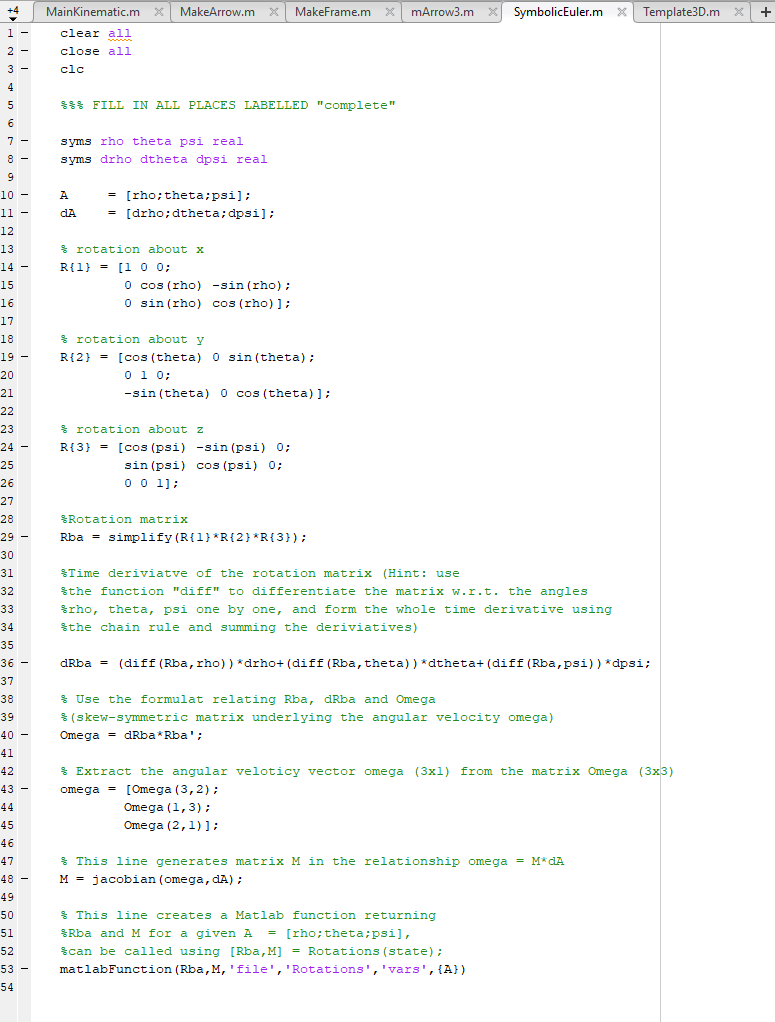 +4 MainKinematic.m MakeArrow.m MakeFrame.m mArrow3.m SymbolicEuler.m Template3D.m
1 clear all
2 close all
3 clc
4
5 %%% FILL IN ALL PLACES LABELLED "complete"
6
7 syms rho theta psi real
8 syms drho dtheta dpsi real
9
10 A = [rho;theta;psi];
11 dA = [drho;dtheta;dpsi];
12
13 % rotation about x
14 R{1} = [1 0 0;
15 0 cos(rho) -sin(rho);
16 0 sin(rho) cos(rho)];
17
18 % rotation about y
19 R{2} = [cos(theta) 0 sin(theta);
20 0 1 0;
21 -sin(theta) 0 cos(theta)];
22
23 % rotation about z
24 R{3} = [cos(psi) -sin(psi) 0;
25 sin(psi) cos(psi) 0;
26 0 0 1];
27
28 %Rotation matrix
29 Rba = simplify(R{1}*R{2}*R{3});
30
31 %Time deriviatve of the rotation matrix (Hint: use
32 %the function "diff" to differentiate the matrix w.r.t. the angles
33 %rho, theta, psi one by one, and form the whole time derivative using
34 %the chain rule and summing the deriviatives)
35
36 dRba = (diff(Rba,rho))*drho+(diff(Rba,theta))*dtheta+(diff(Rba,psi))*dpsi;
37
38 % Use the formulat relating Rba, dRba and Omega
39 %(skew-symmetric matrix underlying the angular velocity omega)
40 Omega = dRba*Rba';
41
42 % Extract the angular veloticy vector omega (3x1) from the matrix Omega (3x3)
43 omega = [Omega(3,2);
44 Omega(1,3);
45 Omega(2,1)];
46
47 % This line generates matrix M in the relationship omega = M*dA
48 M = jacobian(omega,dA);
49
50 % This line creates a Matlab function returning
51 %Rba and M for a given A = [rho;theta;psi],
52 %can be called using [Rba,M] = Rotations(state);
53 matlabFunction(Rba,M,'file','Rotations','vars',{A})
54